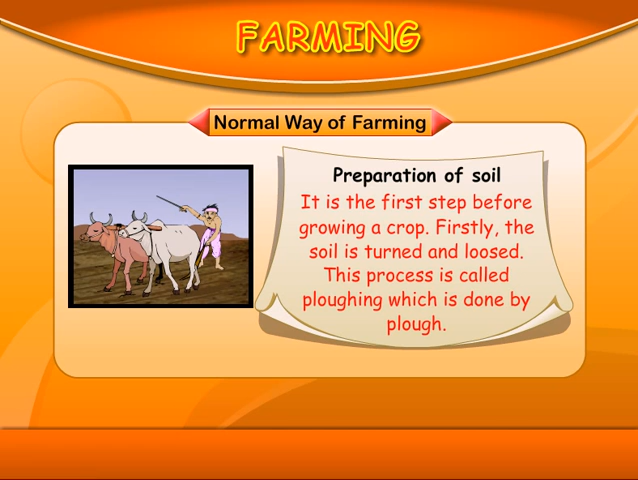 FARMING
Normal Way of Farming
Preparation of soil
It is the first step before
growing a crop. Firstly, the
soil is turned and loosed.
This process is called
ploughing which is done by
plough.